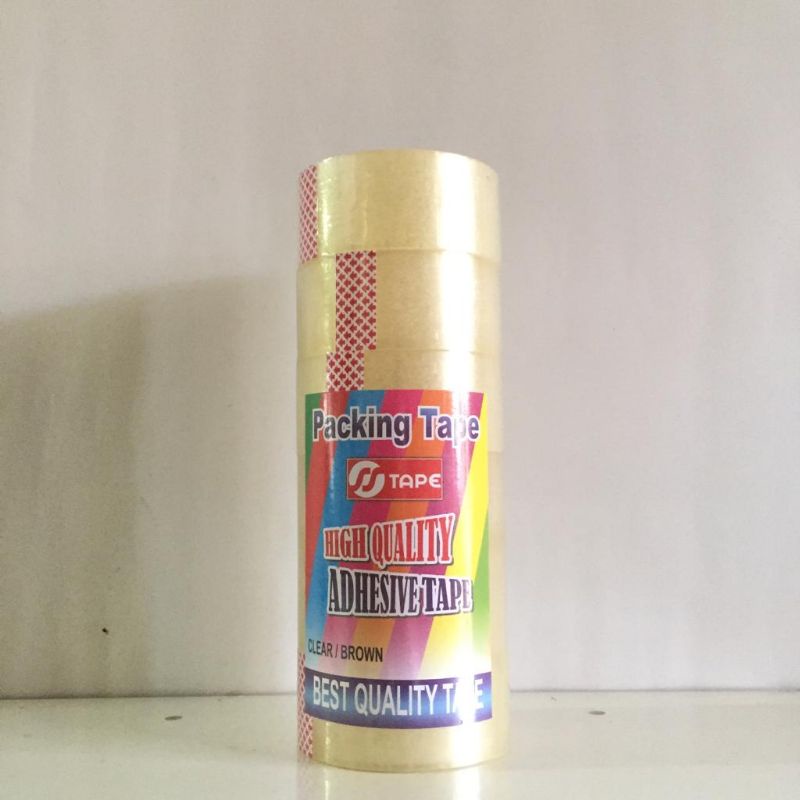 Packing Tape
TAPE
HIGH QUALITY
ADHESIVE TAPE
CLEAR / BROWN
BEST QUALITY TAPE